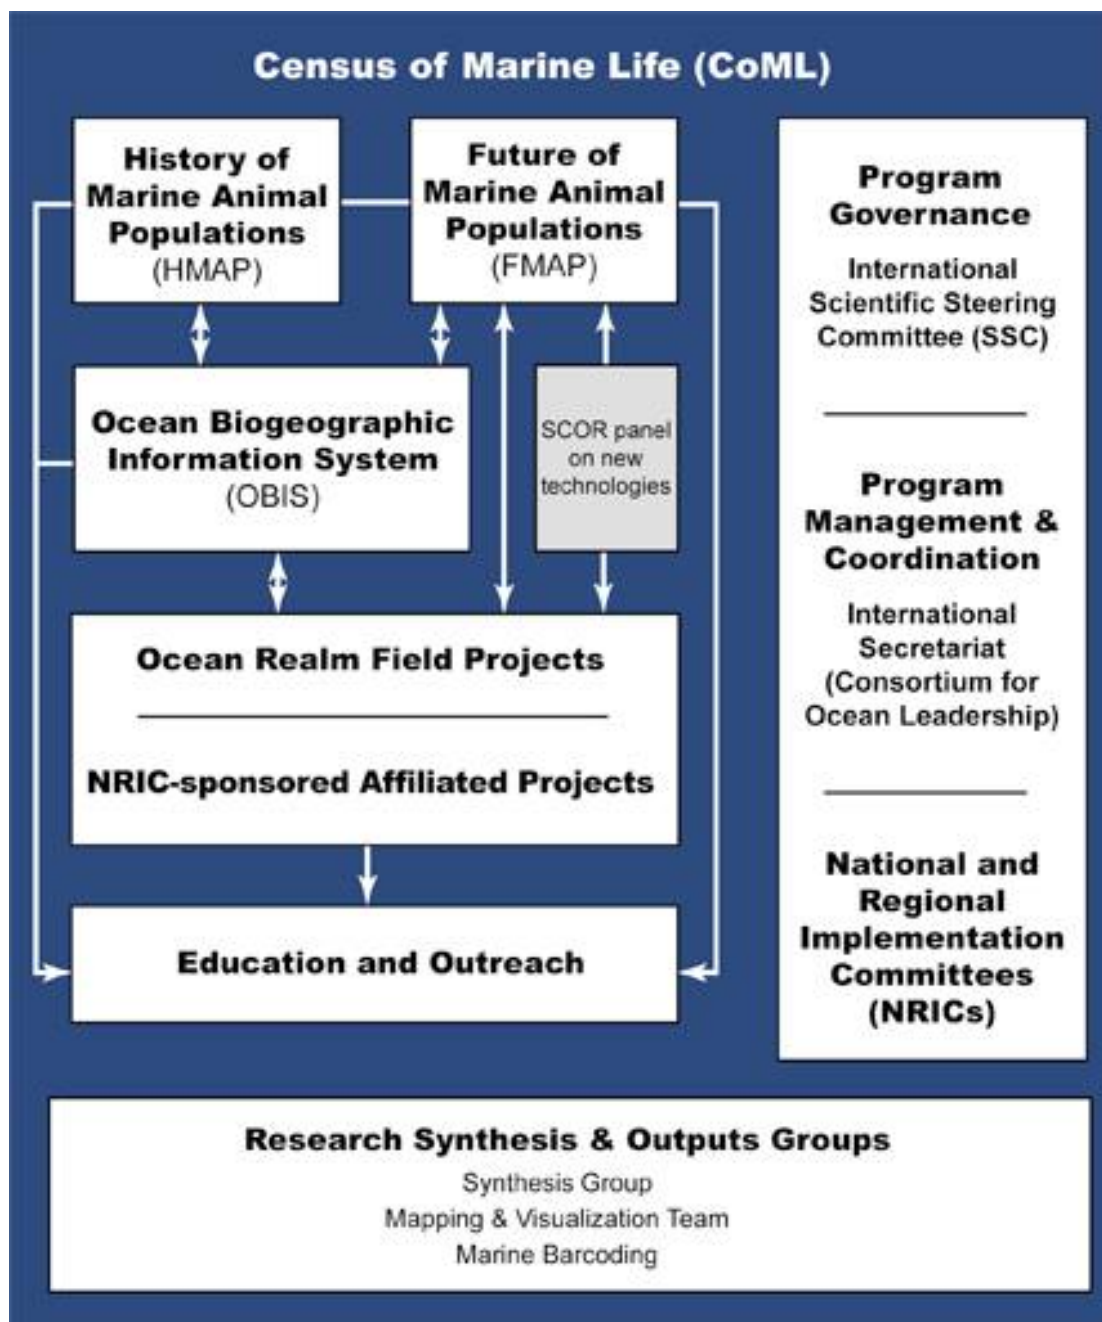 Census of Marine Life (CoML)
History of
Marine Animal
Populations
(HMAP)
Future of
Marine Animal
Populations
(FMAP)
Ocean Biogeographic
Information System
(OBIS)
SCOR panel
on new
technologies
Ocean Realm Field Projects
NRIC-sponsored Affiliated Projects
Education and Outreach
Program
Governance
International
Scientific Steering
Committee (SSC)
Program
Management &
Coordination
International
Secretariat
(Consortium for
Ocean Leadership)
National and
Regional
Implementation
Committees
(NRICs)
Research Synthesis & Outputs Groups
Synthesis Group
Mapping & Visualization Team
Marine Barcoding